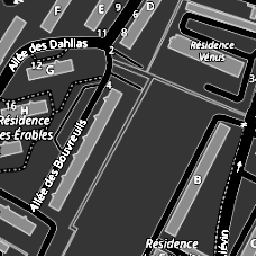 F
E
9
D
6
8
11
Allée des Dahlias
2
Résidence
Vénus
12
G
4
3
16
H
Résidence
es Érables
Allée des Bouvreuils
B
Résidence
C